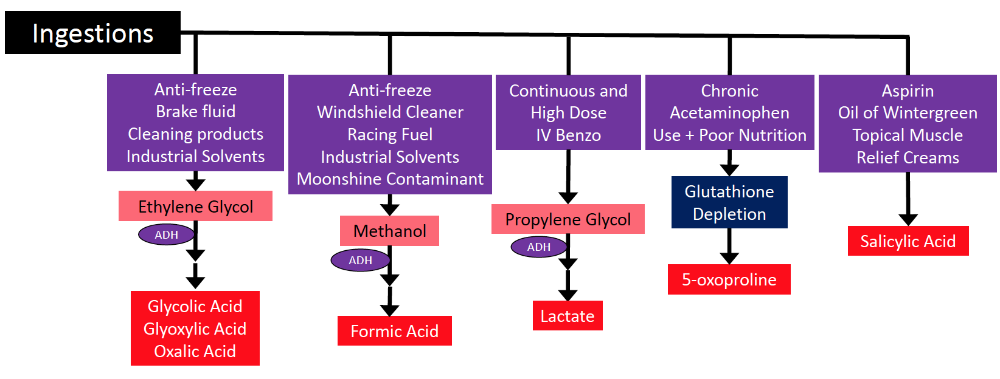 Ingestions
Anti-freeze
Brake fluid
Cleaning products
Industrial Solvents
Ethylene Glycol
ADH
Glycolic Acid
Glyoxylic Acid
Oxalic Acid
Anti-freeze
Windshield Cleaner
Racing Fuel
Industrial Solvents
Moonshine Contaminant
Methanol
ADH
Formic Acid
Continuous and
High Dose
IV Benzo
Propylene Glycol
ADH
Lactate
Chronic
Acetaminophen
Use + Poor Nutrition
Glutathione
Depletion
5-oxoproline
Aspirin
Oil of Wintergreen
Topical Muscle
Relief Creams
Salicylic Acid